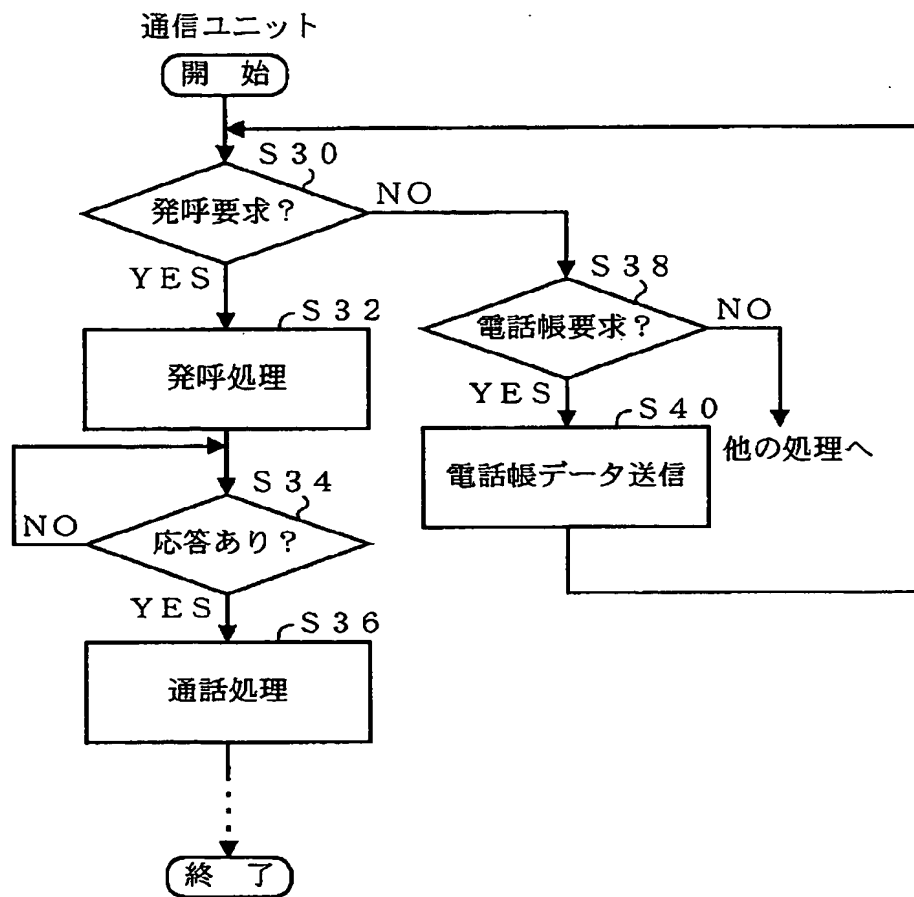 通信ユニット
開 始
S30
発呼要求?
NO
YES
S32
発呼処理
S34
応答あり?
NO
YES
S36
通話処理
終 了
S38
電話帳要求?
NO
YES
S40
電話帳データ送信
他の処理へ